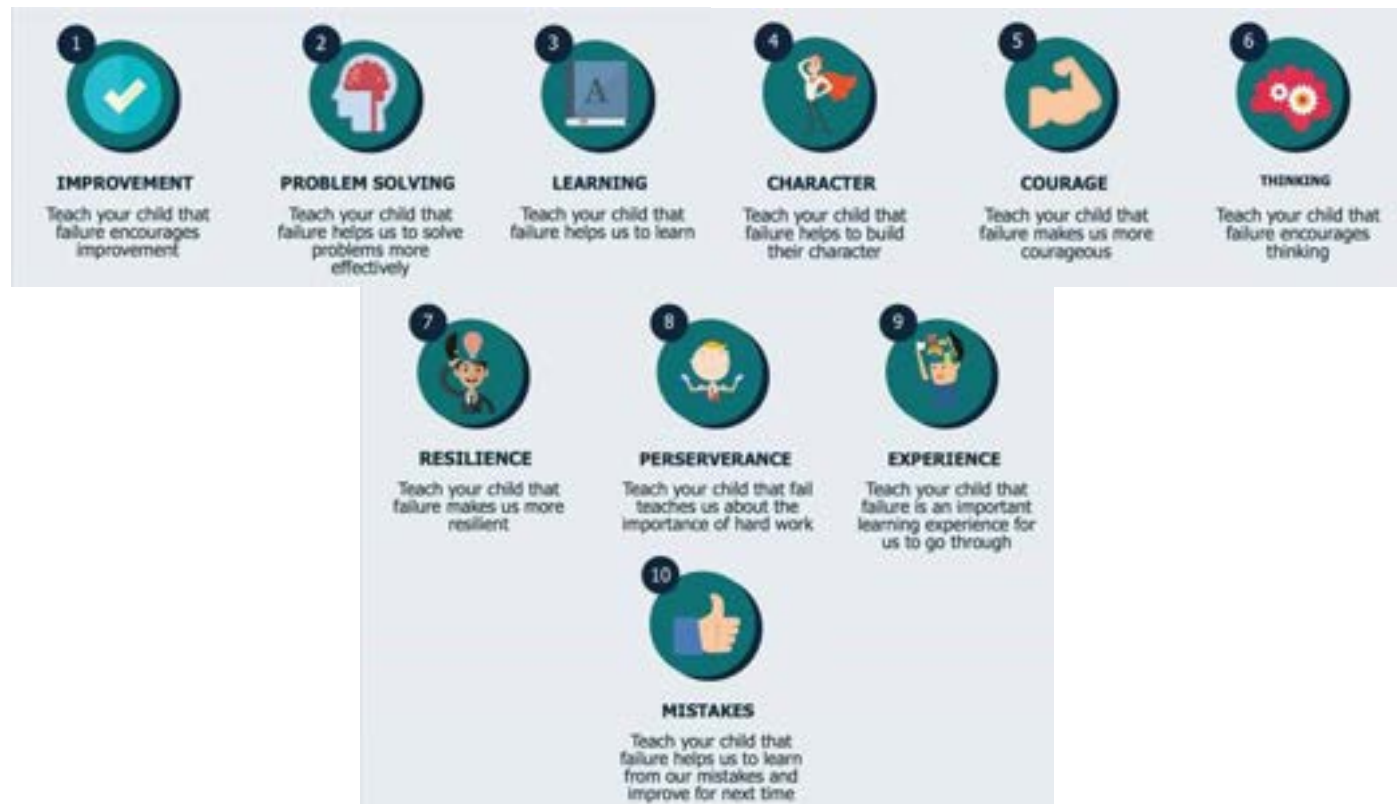 1
IMPROVEMENT
Teach your child that
failure encourages
improvement
2
PROBLEM SOLVING
Teach your child that
failure helps us to solve
problems more
effectively
3
A
LEARNING
Teach your child that
failure helps us to learn
4
CHARACTER
Teach your child that
failure helps to build
their character
5
COURAGE
Teach your child that
failure makes us more
courageous
6
THINKING
Teach your child that
failure encourages
thinking
7
RESILIENCE
Teach your child that
failure makes us more
resilient
8
PERSERVERANCE
Teach your child that fail
teaches us about the
importance of hard work
9
EXPERIENCE
Teach your child that
failure is an important
learning experience for
us to go through
10
MISTAKES
Teach your child that
failure helps us to learn
from our mistakes and
improve for next time